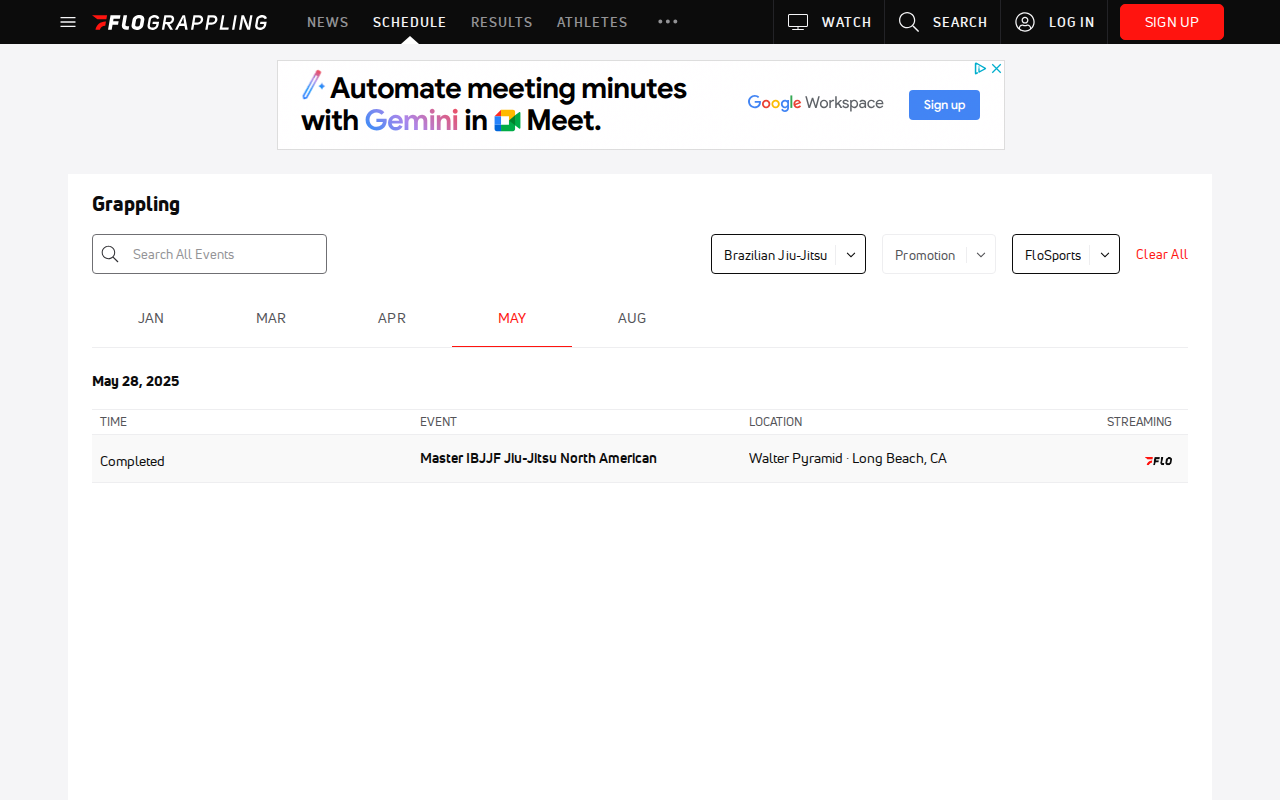 FLOGRAPPLING NEWS SCHEDULE RESULTS ATHLETES WATCH SEARCH LOG IN SIGN UP
Automate meeting minutes
with Gemini in Meet.
Google Workspace
Sign up
Grappling
Search All Events
Brazilian Jiu-Jitsu
Promotion
FloSports
Clear All
JAN MAR APR MAY AUG
May 28, 2025
TIME EVENT LOCATION STREAMING
Completed Master IBJJF Jiu-Jitsu North American Walter Pyramid · Long Beach, CA FLO